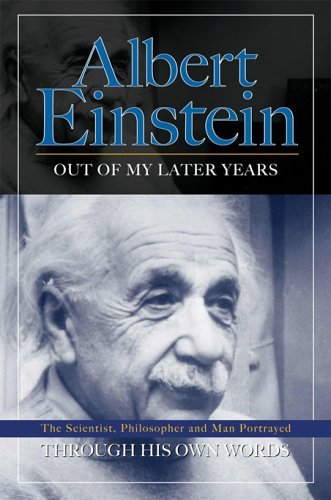 Albert
Einstein
OUT OF MY LATER YEARS
The Scientist, Philosopher and Man Portrayed
THROUGH HIS OWN WORDS